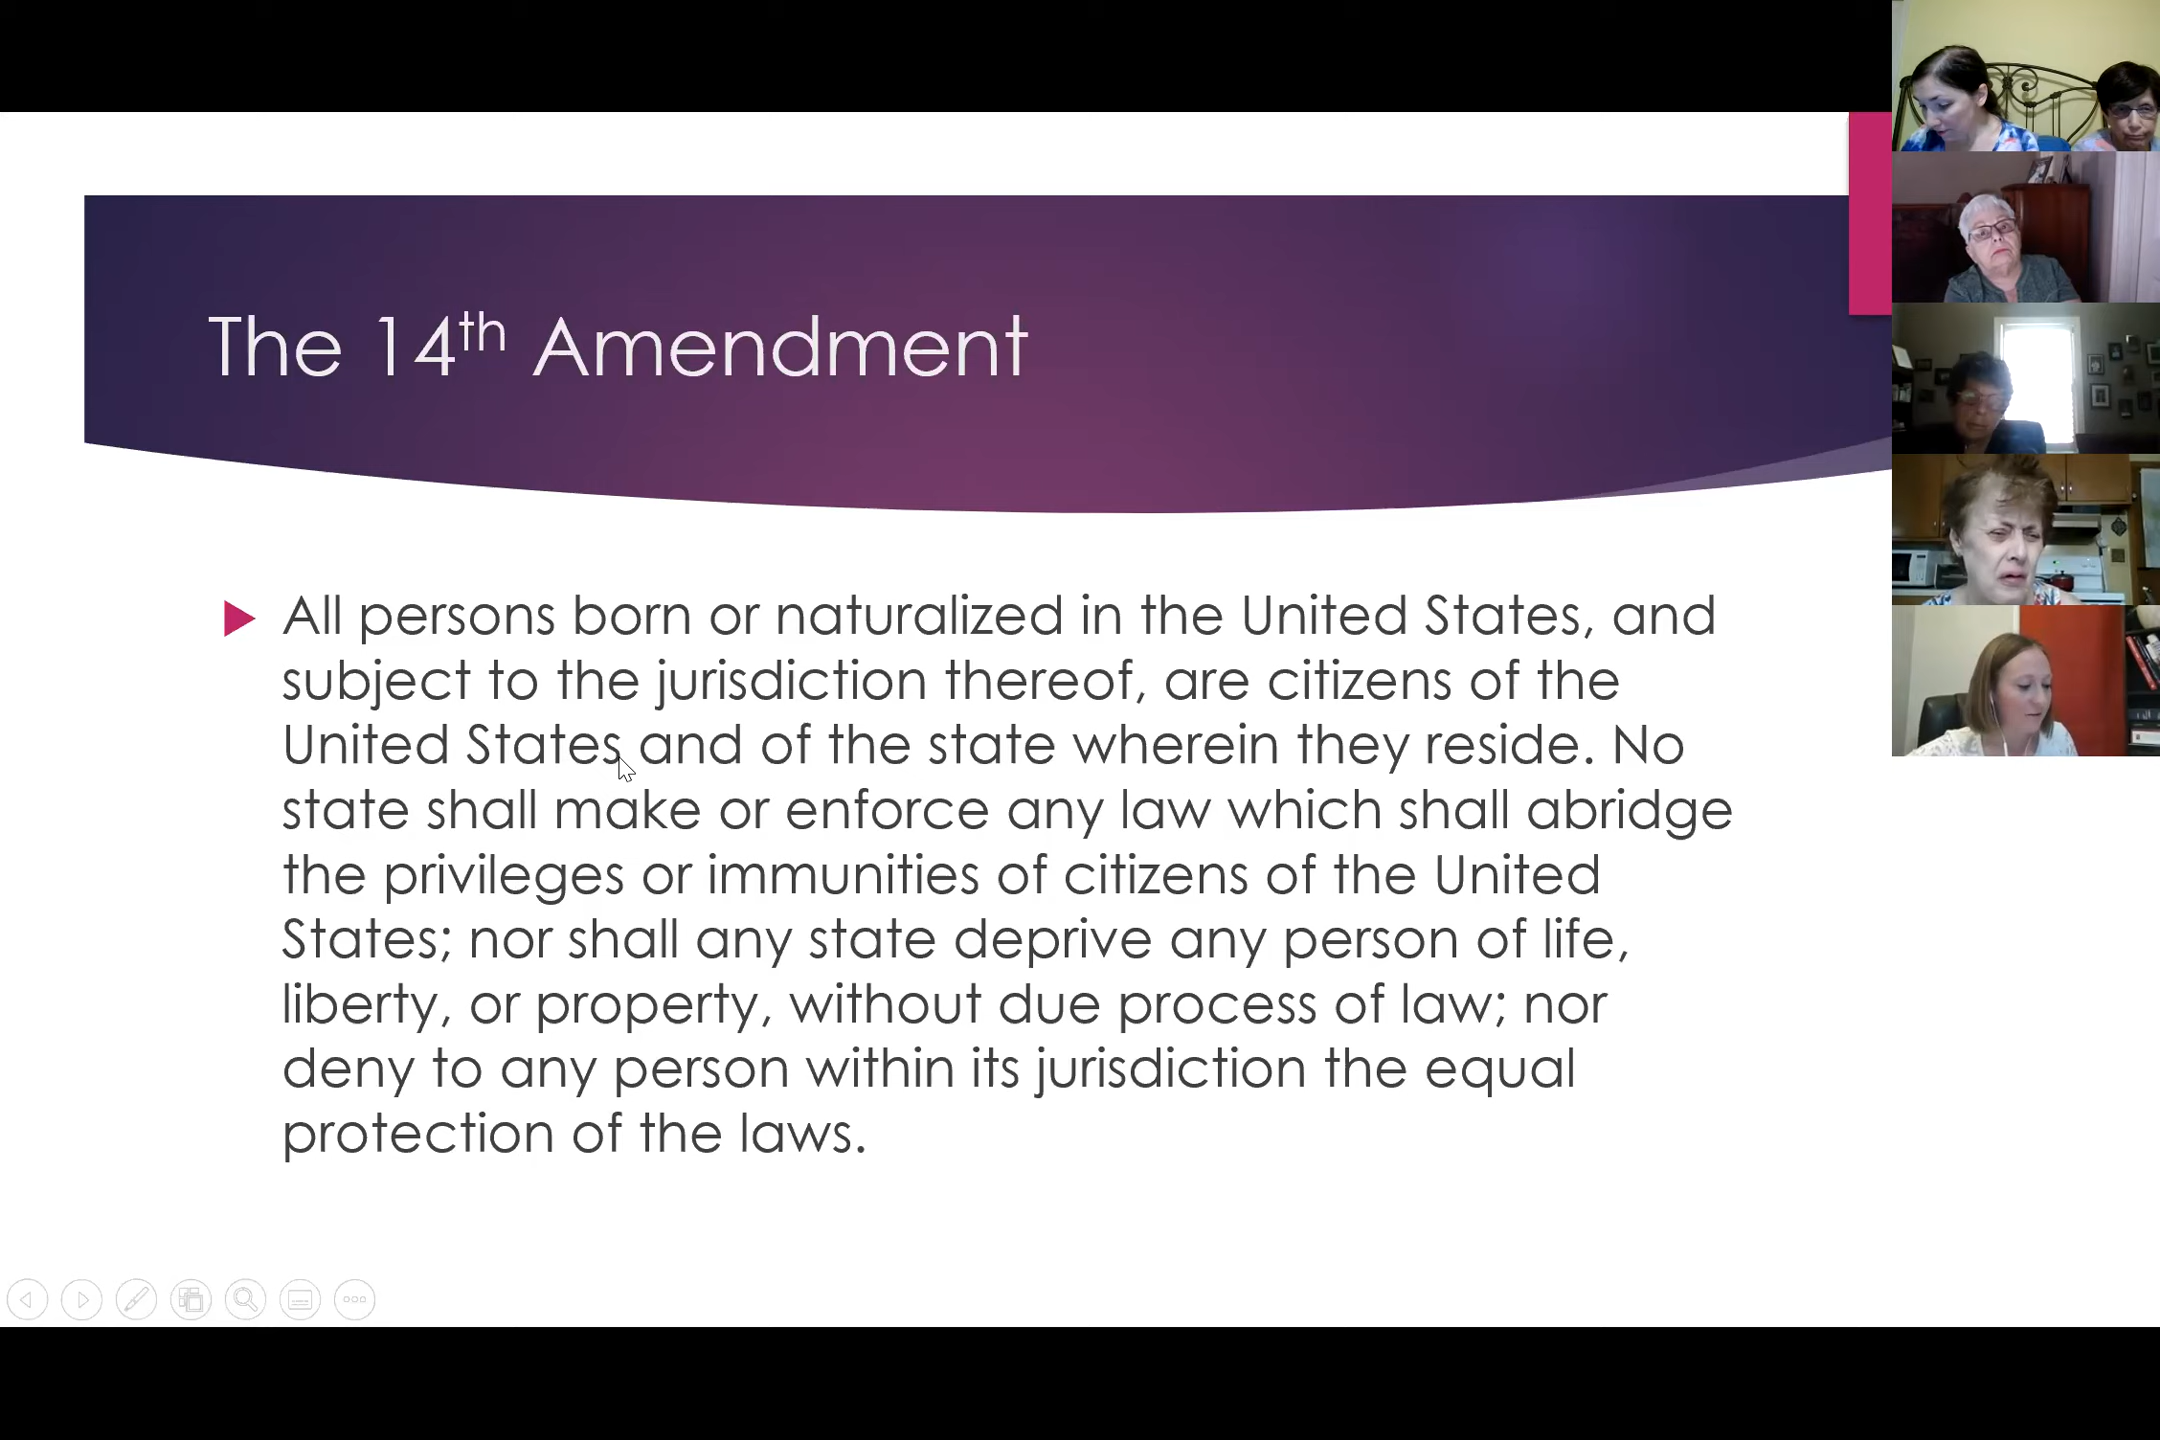 The 14th Amendment
All persons born or naturalized in the United States, and
subject to the jurisdiction thereof, are citizens of the
United States and of the state wherein they reside. No
state shall make or enforce any law which shall abridge
the privileges or immunities of citizens of the United
States; nor shall any state deprive any person of life,
liberty, or property, without due process of law; nor
deny to any person within its jurisdiction the equal
protection of the laws.